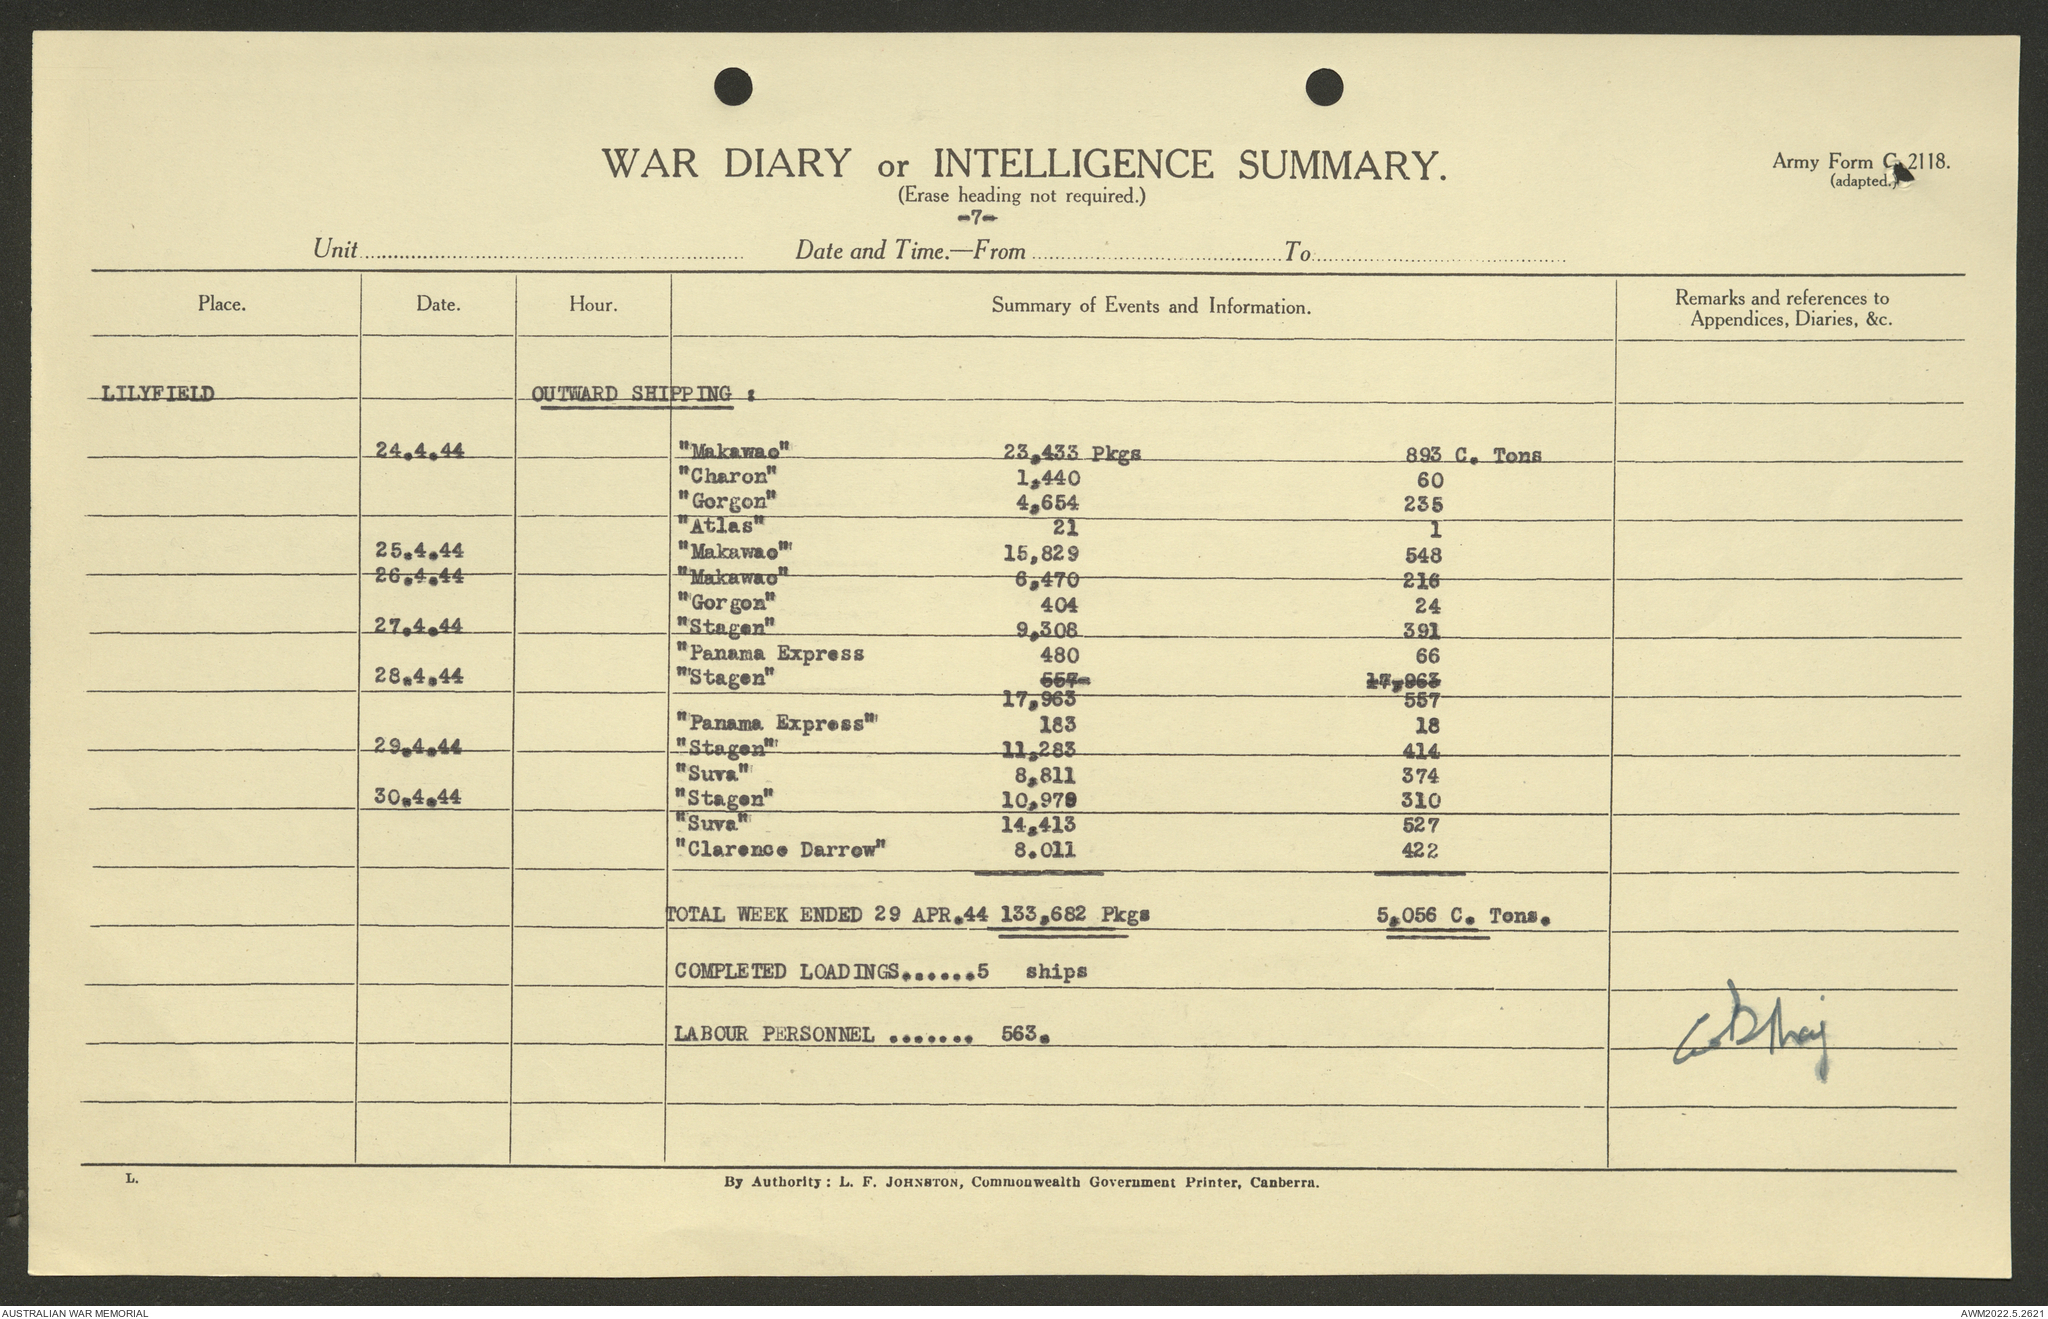 WAR DIARY or INTELLIGENCE SUMMARY.
Army Form C. 2118.
(adapted.)
(Erase heading not required.)
-7-
Unit
Date and Time.—From
To
Place.
Date.
Hour.
Summary of Events and Information.
Remarks and references to
Appendices, Diaries, &c.
LILYFIELD OUTWARD SHIPPING :
24.4.44 "Makawao" 23,433 Pkgs 893 C. Tons
"Charon" 1,440 60
"Gorgon" 4,654 235
"Atlas" 21 1
25.4.44 "Makawao" 15,829 548
26.4.44 "Makawao" 6,470 216
"Gorgon" 404 24
27.4.44 "Stagen" 9,308 391
"Panama Express 480 66
28.4.44 "Stagen" 557- 17,963
17,963 557
"Panama Express" 183 18
29.4.44 "Stagen" 11,283 414
"Suva" 8,811 374
30.4.44 "Stagen" 10,979 310
"Suva" 14,413 527
"Clarence Darrow" 8.011 422
TOTAL WEEK ENDED 29 APR.44 133,682 Pkgs 5,056 C. Tons.
COMPLETED LOADINGS.......5 ships
LABOUR PERSONNEL ....... 563.
L.
By Authority: L. F. JOHNSTON, Commonwealth Government Printer, Canberra.
AUSTRALIAN WAR MEMORIAL
AWM2022.5.2621